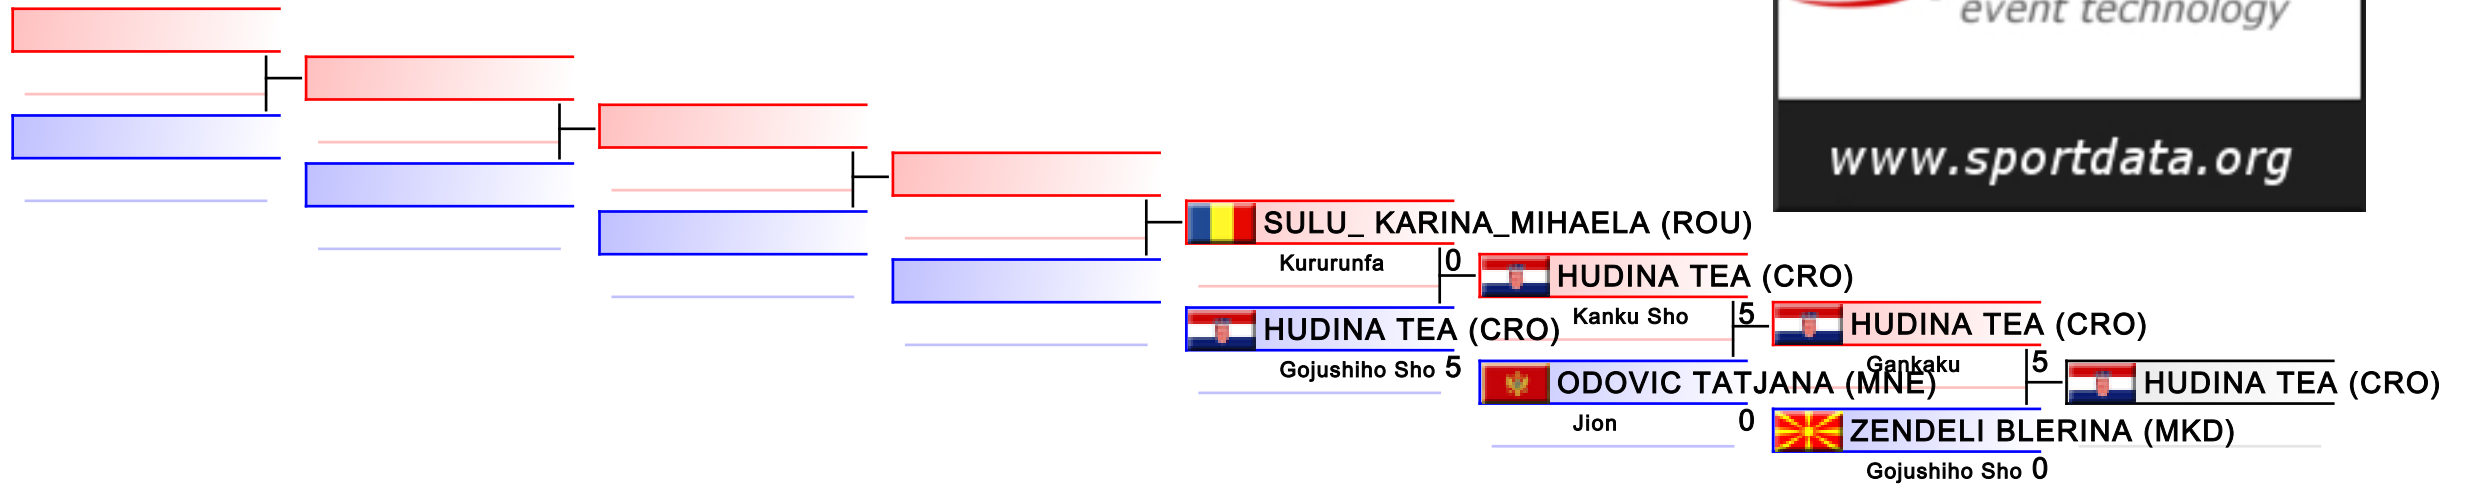 event technology
www.sportdata.org
SULU_ KARINA_MIHAELA (ROU)
Kururunfa
0
HUDINA TEA (CRO)
Gojushiho Sho 5
HUDINA TEA (CRO)
Kanku Sho
5
ODOVIC TATJANA (MNE)
Jion
0
HUDINA TEA (CRO)
Gankaku
5
ZENDELI BLERINA (MKD)
Gojushiho Sho 0
HUDINA TEA (CRO)